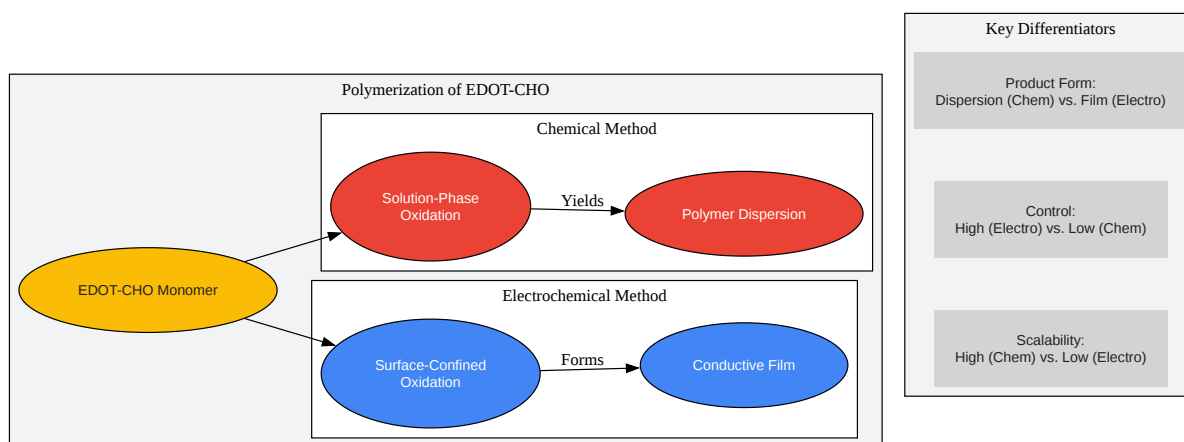 Polymerization of EDOT-CHO
EDOT-CHO Monomer
Chemical Method
Solution-Phase
Oxidation
Yields
Polymer Dispersion
Electrochemical Method
Surface-Confined
Oxidation
Forms
Conductive Film
Key Differentiators
Product Form:
Dispersion (Chem) vs. Film (Electro)
Control:
High (Electro) vs. Low (Chem)
Scalability:
High (Chem) vs. Low (Electro)